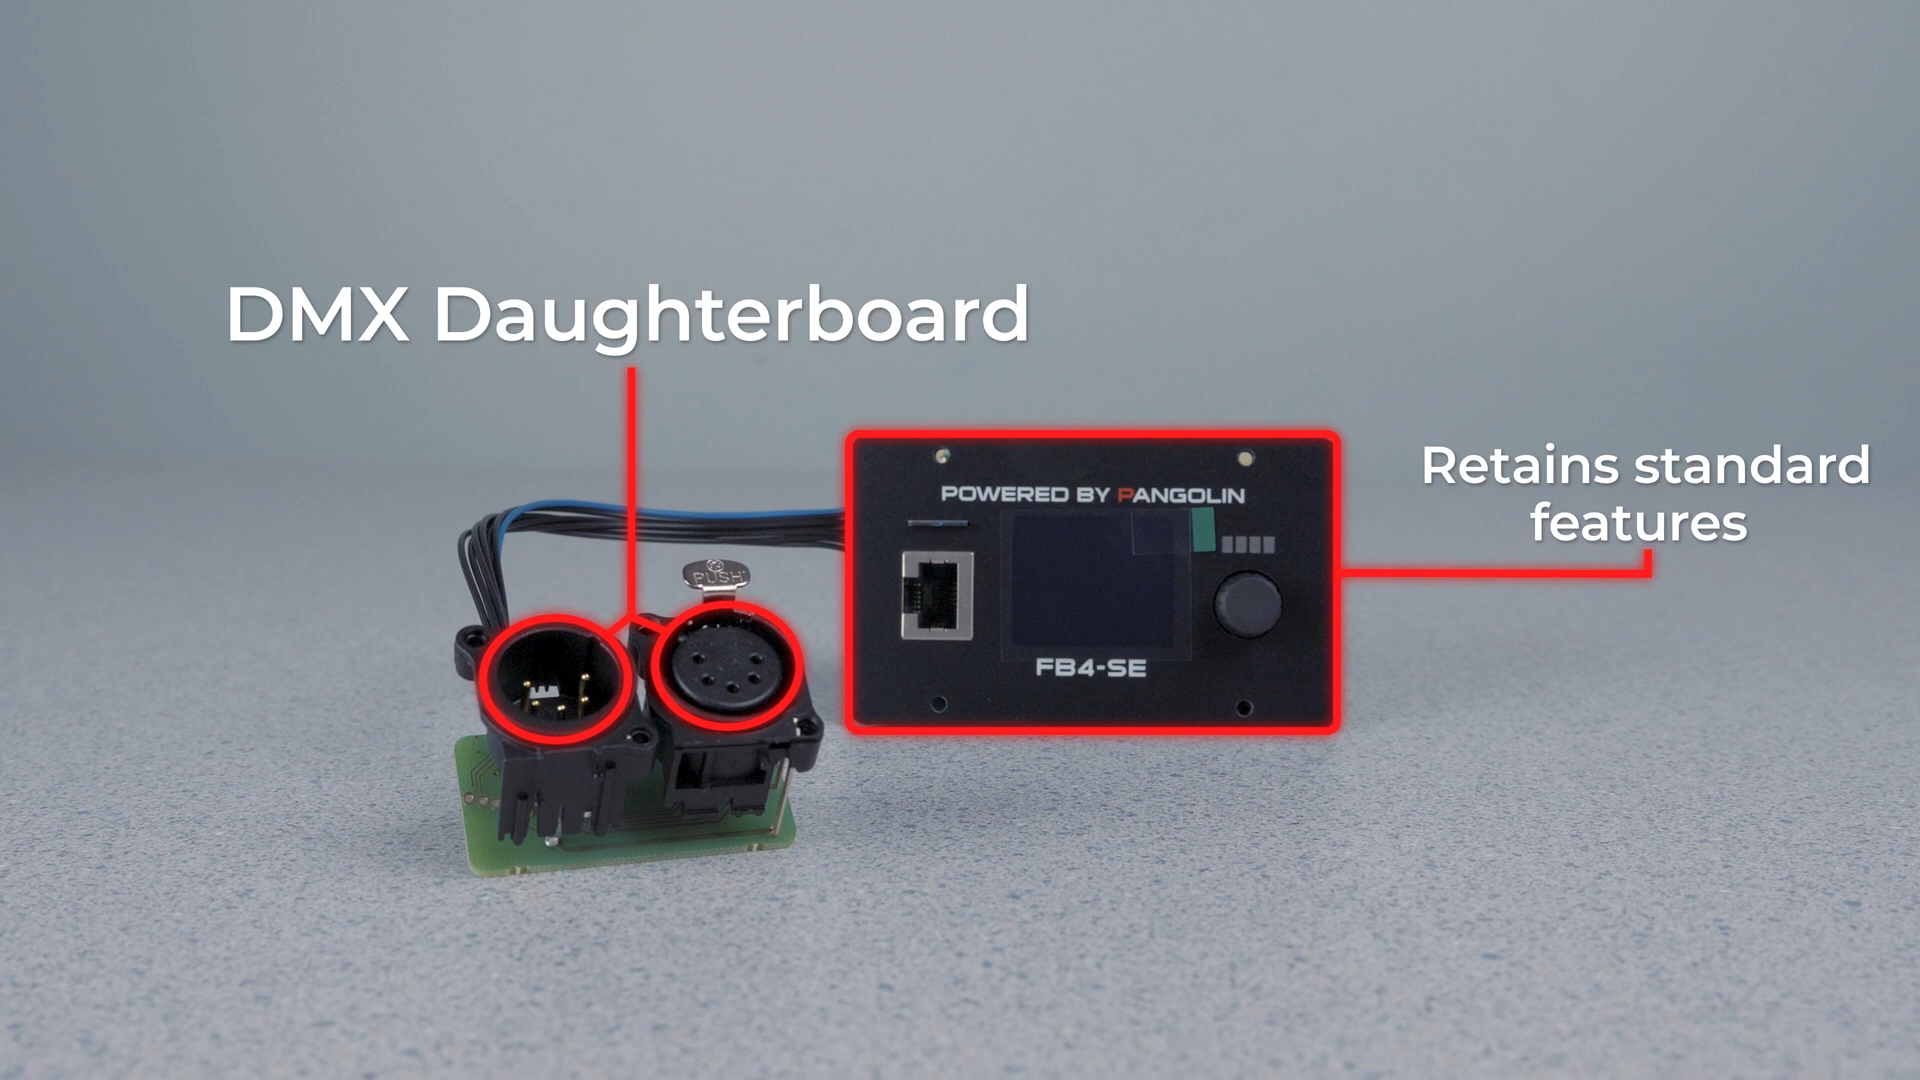 DMX Daughterboard
Retains standard
features
POWERED BY PANGOLIN
PUSH
FB4-SE